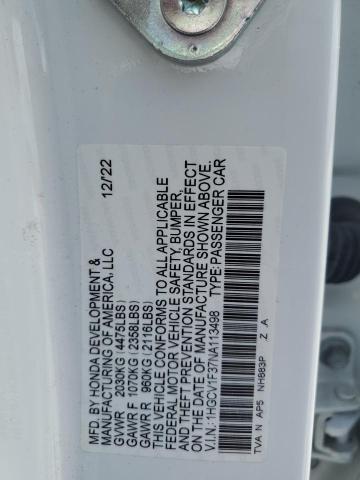 MFD. BY HONDA DEVELOPMENT &
MANUFACTURING OF AMERICA, LLC 12/22
GVWR 2030KG (4475LBS)
GAWR F 1070KG (2358LBS)
GAWR R 960KG (2116LBS)
THIS VEHICLE CONFORMS TO ALL APPLICABLE
FEDERAL MOTOR VEHICLE SAFETY, BUMPER,
AND THEFT PREVENTION STANDARDS IN EFFECT
ON THE DATE OF MANUFACTURE SHOWN ABOVE.
V.I.N.: 1HGCV1F37NA113498 TYPE:PASSENGER CAR
TVA N AP5 NH883P Z A